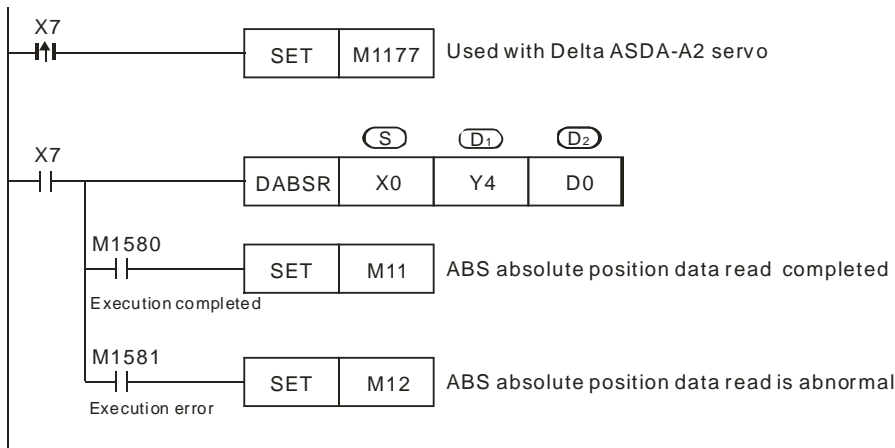 X7
SET M1177 Used with Delta ASDA-A2 servo
S D1 D2
X7
DABSR X0 Y4 D0
M1580
SET M11 ABS absolute position data read completed
Execution completed
M1581
SET M12 ABS absolute position data read is abnormal
Execution error